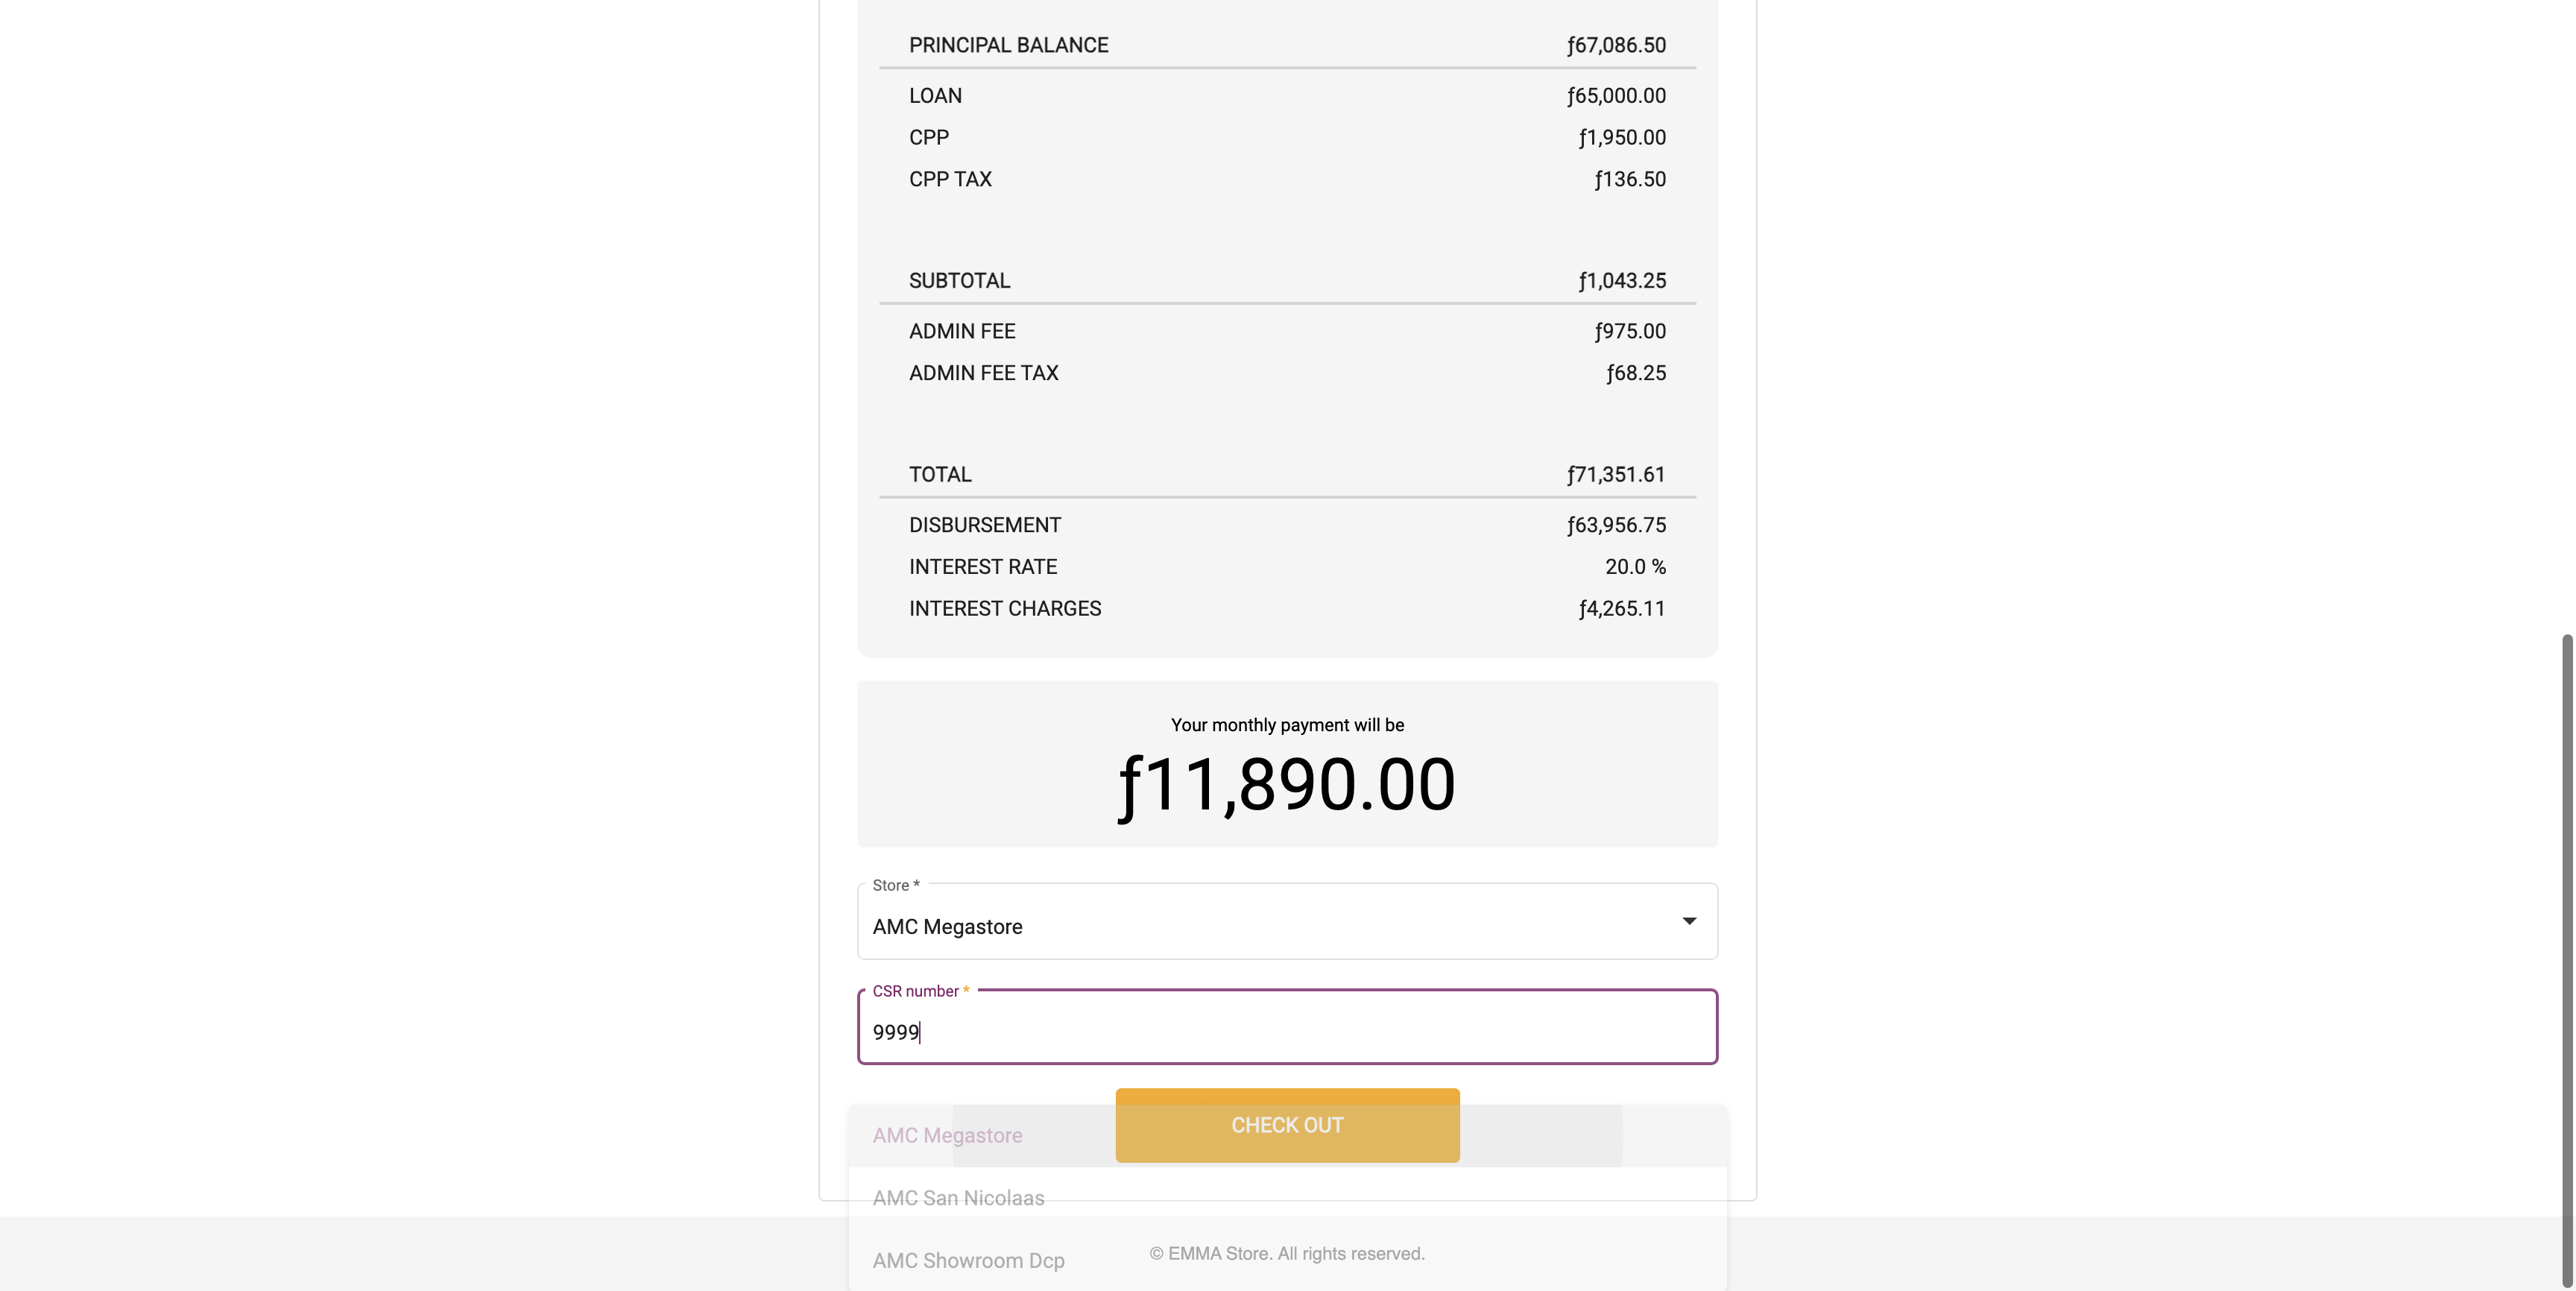 PRINCIPAL BALANCE ƒ67,086.50
LOAN ƒ65,000.00
CPP ƒ1,950.00
CPP TAX ƒ136.50
SUBTOTAL ƒ1,043.25
ADMIN FEE ƒ975.00
ADMIN FEE TAX ƒ68.25
TOTAL ƒ71,351.61
DISBURSEMENT ƒ63,956.75
INTEREST RATE 20.0 %
INTEREST CHARGES ƒ4,265.11
Your monthly payment will be
ƒ11,890.00
Store *
AMC Megastore
CSR number *
9999
CHECK OUT
AMC Megastore
AMC San Nicolaas
AMC Showroom Dcp
© EMMA Store. All rights reserved.